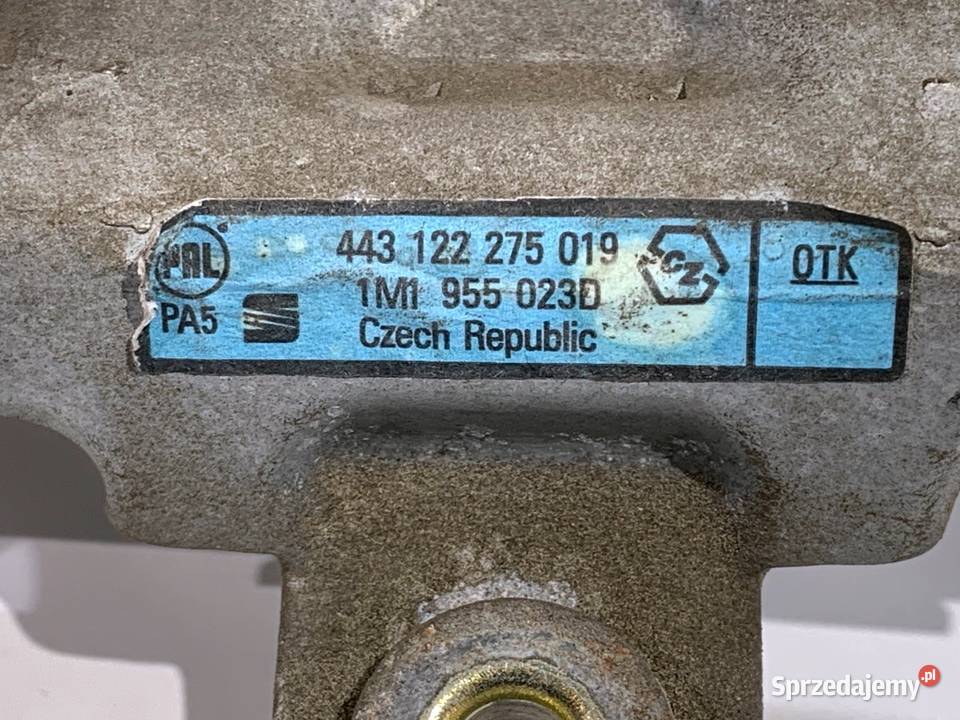 PAL
443 122 275 019
CZ
OTK
PA5
1M1 955 023D
Czech Republic
Sprzedajemy.pl